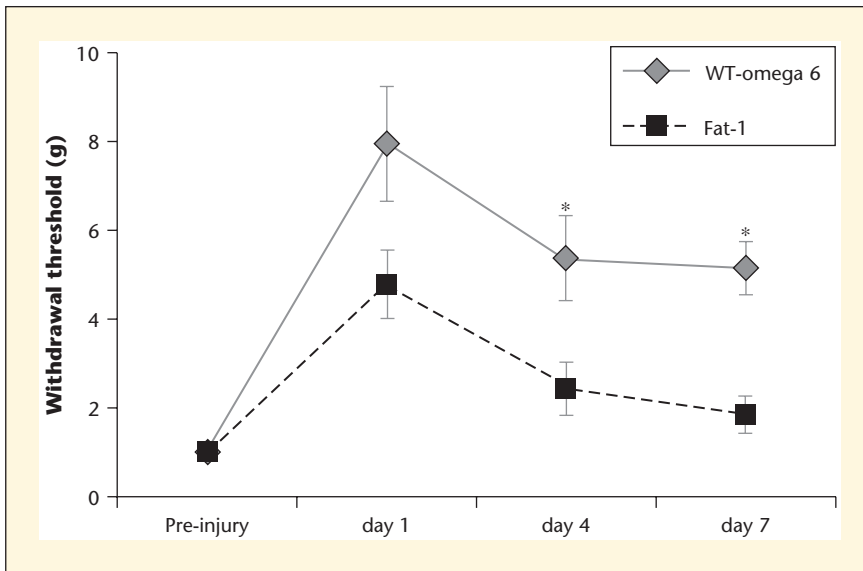 Withdrawal threshold (g)
10
8
6
4
2
0
Pre-injury
day 1
day 4
day 7
WT-omega 6
Fat-1
*
*